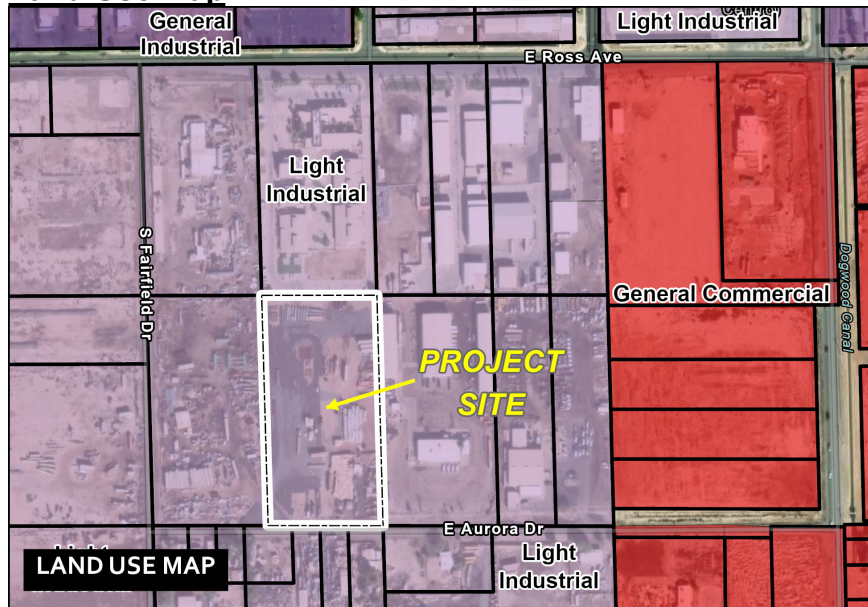 General
Industrial
Light Industrial
E Ross Ave
Light
Industrial
S Fairfield Dr
General Commercial
Dogwood Canal
PROJECT
SITE
E Aurora Dr
Light
Industrial
LAND USE MAP